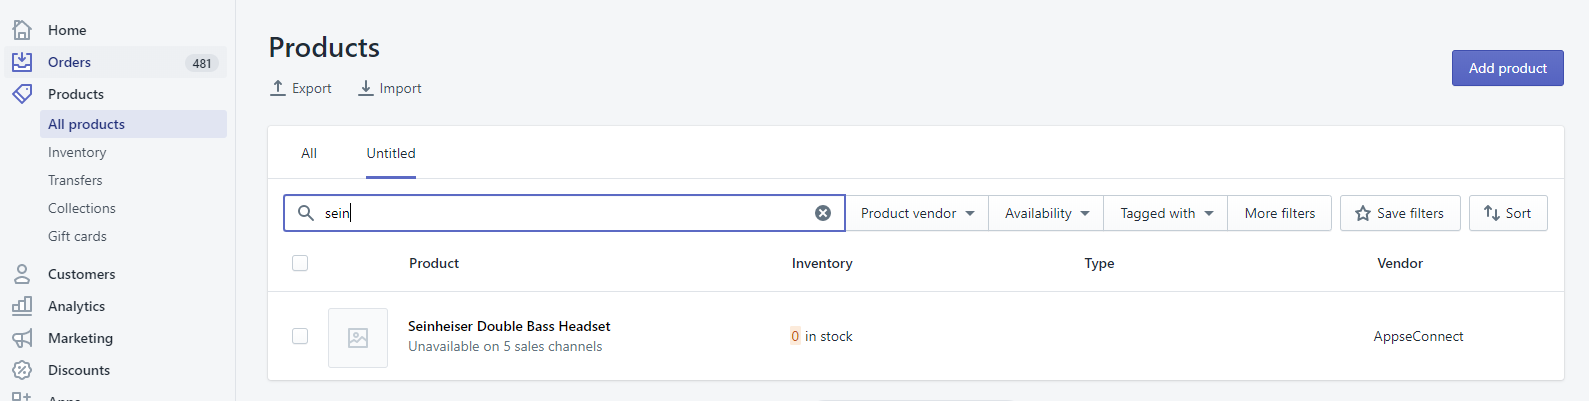 Home
Orders 481
Products
All products
Inventory
Transfers
Collections
Gift cards
Customers
Analytics
Marketing
Discounts
Products
Export Import
Add product
All Untitled
sein Product vendor Availability Tagged with More filters Save filters Sort
Product Inventory Type Vendor
Seinheiser Double Bass Headset
Unavailable on 5 sales channels
0 in stock
AppseConnect